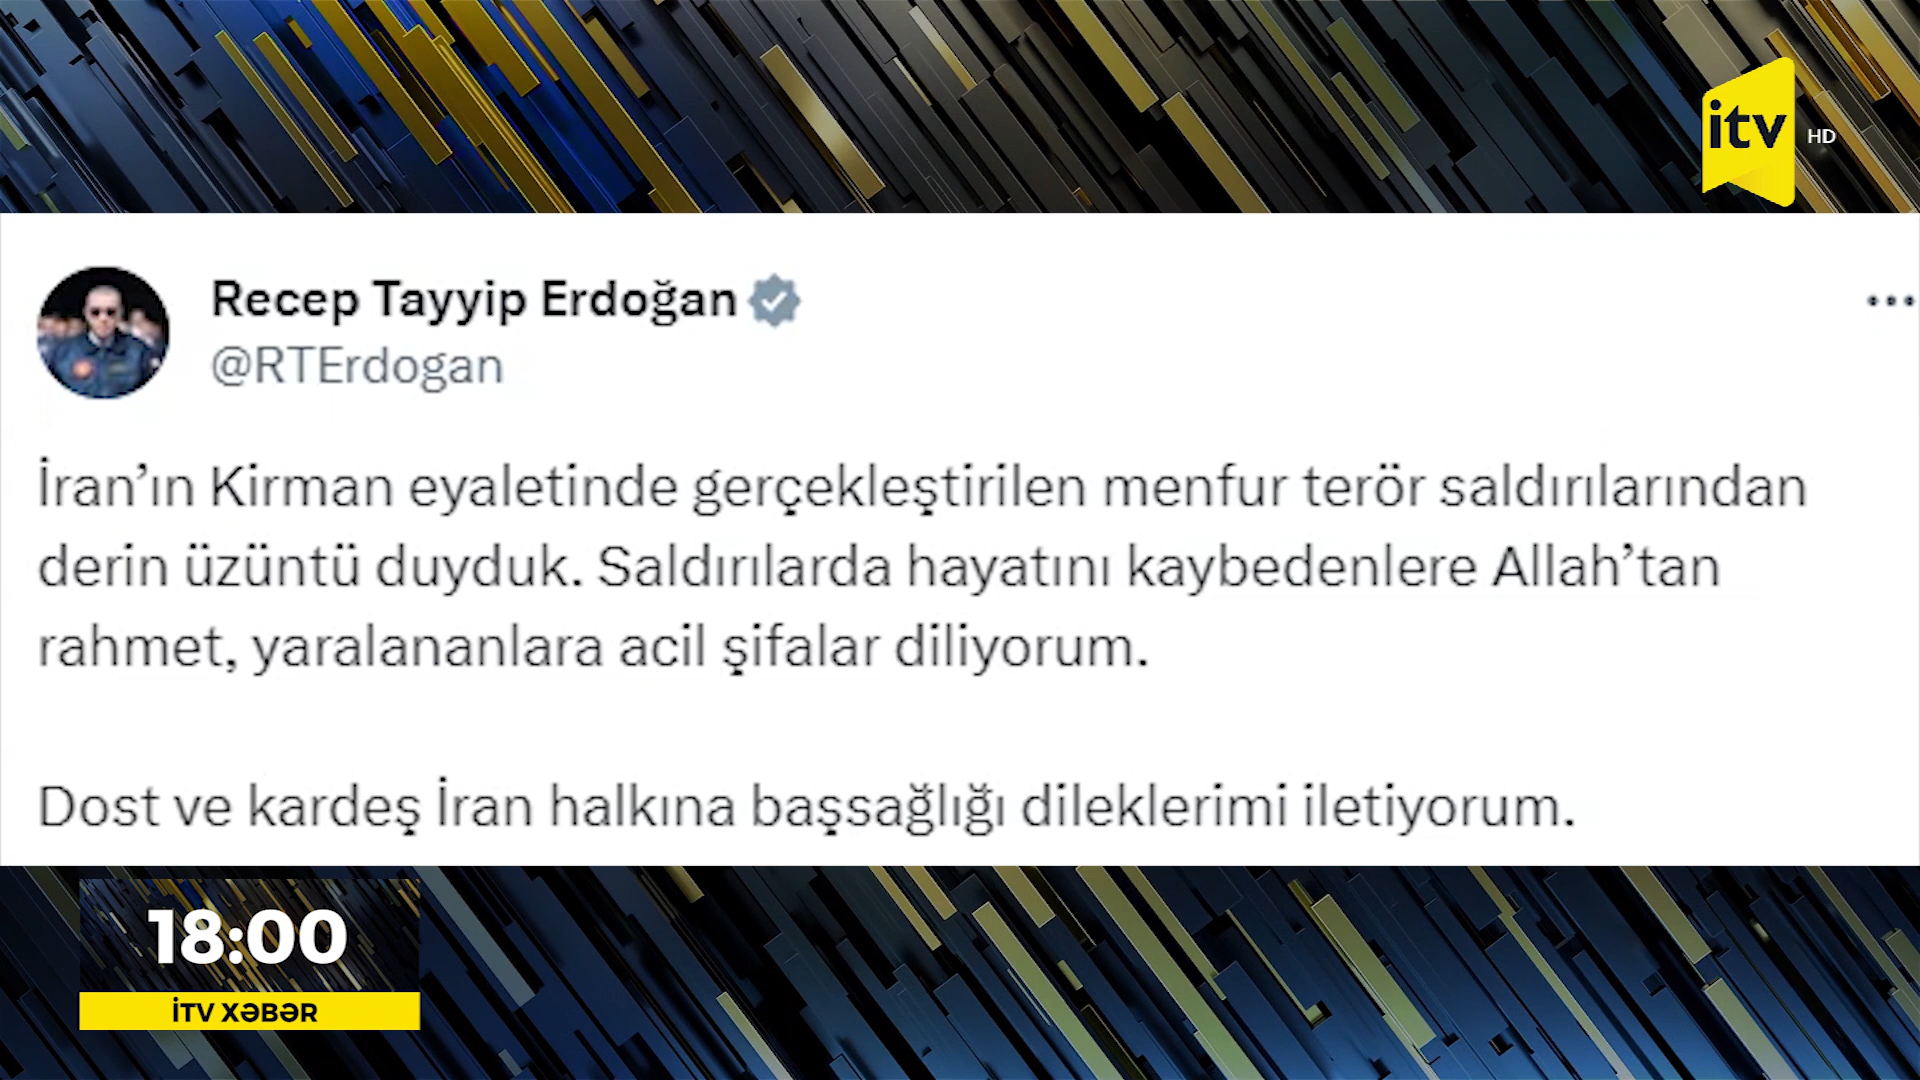 itv HD
Recep Tayyip Erdoğan
@RTErdogan
İran’ın Kirman eyaletinde gerçekleştirilen menfur terör saldırılarından
derin üzüntü duyduk. Saldırılarda hayatını kaybedenlere Allah’tan
rahmet, yaralananlara acil şifalar diliyorum.
Dost ve kardeş İran halkına başsağlığı dileklerimi iletiyorum.
18:00
İTV XƏBƏR